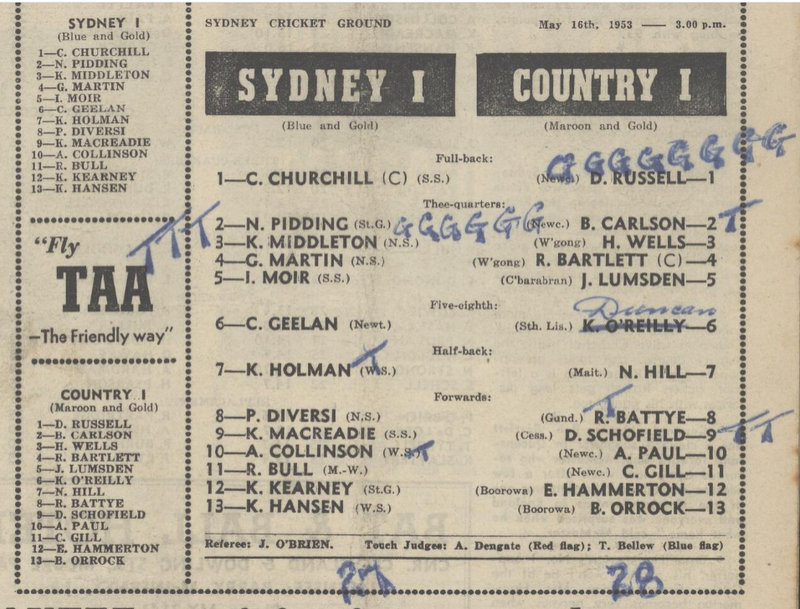 SYDNEY I
(Blue and Gold)
1—C. CHURCHILL
2—N. PIDDING
3—K. MIDDLETON
4—G. MARTIN
5—I. MOIR
6—C. GEELAN
7—K. HOLMAN
8—P. DIVERSI
9—K. MACREADIE
10—A. COLLINSON
11—R. BULL
12—K. KEARNEY
13—K. HANSEN
"Fly
TAA
—The Friendly way"
COUNTRY I
(Maroon and Gold)
1—D. RUSSELL
2—B. CARLSON
3—H. WELLS
4—R. BARTLETT
5—J. LUMSDEN
6—K. O'REILLY
7—N. HILL
8—R. BATTYE
9—D. SCHOFIELD
10—A. PAUL
11—C. GILL
12—E. HAMMERTON
13—B. ORROCK
SYDNEY CRICKET GROUND May 16th, 1953 — 3.00 p.m.
SYDNEY I COUNTRY I
(Blue and Gold) (Maroon and Gold)
Full-back:
G G G G G G G G
1—C. CHURCHILL (C) (S.S.) (Newc.) D. RUSSELL—1
Thee-quarters:
T T T 2—N. PIDDING (St.G.) G G G G G G (Newc.) B. CARLSON—2 T
3—K. MIDDLETON (N.S.) (W'gong) H. WELLS—3
4—G. MARTIN (N.S.) (W'gong) R. BARTLETT (C)—4
5—I. MOIR (S.S.) (C'barabran) J. LUMSDEN—5
Five-eighth:
Duncan
6—C. GEELAN (Newt.) (Sth. Lis.) K. O'REILLY—6
Half-back:
7—K. HOLMAN T (W.S.) (Mait.) N. HILL—7
Forwards:
T
8—P. DIVERSI (N.S.) (Gund.) R. BATTYE—8
9—K. MACREADIE (S.S.) (Cess.) D. SCHOFIELD—9 T T
10—A. COLLINSON (W.S.) T (Newc.) A. PAUL—10
11—R. BULL (M.-W.) (Newc.) C. GILL—11
12—K. KEARNEY (St.G.) (Boorowa) E. HAMMERTON—12
13—K. HANSEN (W.S.) (Boorowa) B. ORROCK—13
Referee: J. O'BRIEN. Touch Judges: A. Dengate (Red flag); T. Bellew (Blue flag)
27 28